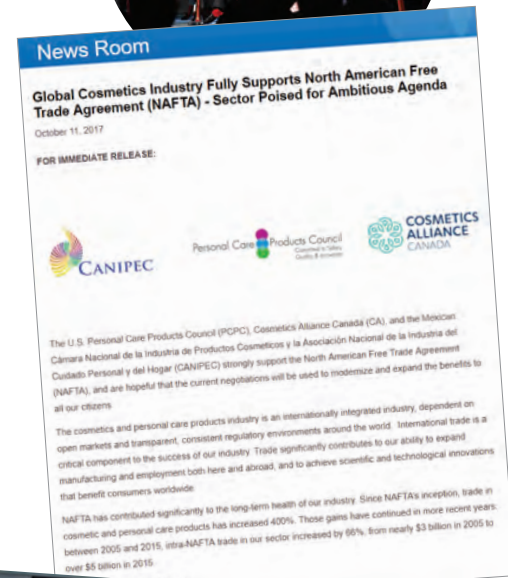 News Room
Global Cosmetics Industry Fully Supports North American Free
Trade Agreement (NAFTA) - Sector Poised for Ambitious Agenda
October 11, 2017
FOR IMMEDIATE RELEASE:
CANIPEC
Personal Care Products Council
Committed to Safety,
Quality & Innovation
COSMETICS
ALLIANCE
CANADA
The U.S. Personal Care Products Council (PCPC), Cosmetics Alliance Canada (CA), and the Mexican
Cámara Nacional de la Industria de Productos Cosmeticos y la Asociación Nacional de la Industria del
Cuidado Personal y del Hogar (CANIPEC) strongly support the North American Free Trade Agreement
(NAFTA), and are hopeful that the current negotiations will be used to modernize and expand the benefits to
all our citizens.
The cosmetics and personal care products industry is an internationally integrated industry, dependent on
open markets and transparent, consistent regulatory environments around the world. International trade is a
critical component to the success of our industry. Trade significantly contributes to our ability to expand
manufacturing and employment both here and abroad, and to achieve scientific and technological innovations
that benefit consumers worldwide.
NAFTA has contributed significantly to the long-term health of our industry. Since NAFTA's inception, trade in
cosmetic and personal care products has increased 400%. Those gains have continued in more recent years:
between 2005 and 2015, intra-NAFTA trade in our sector increased by 66%, from nearly $3 billion in 2005 to
over $5 billion in 2015.